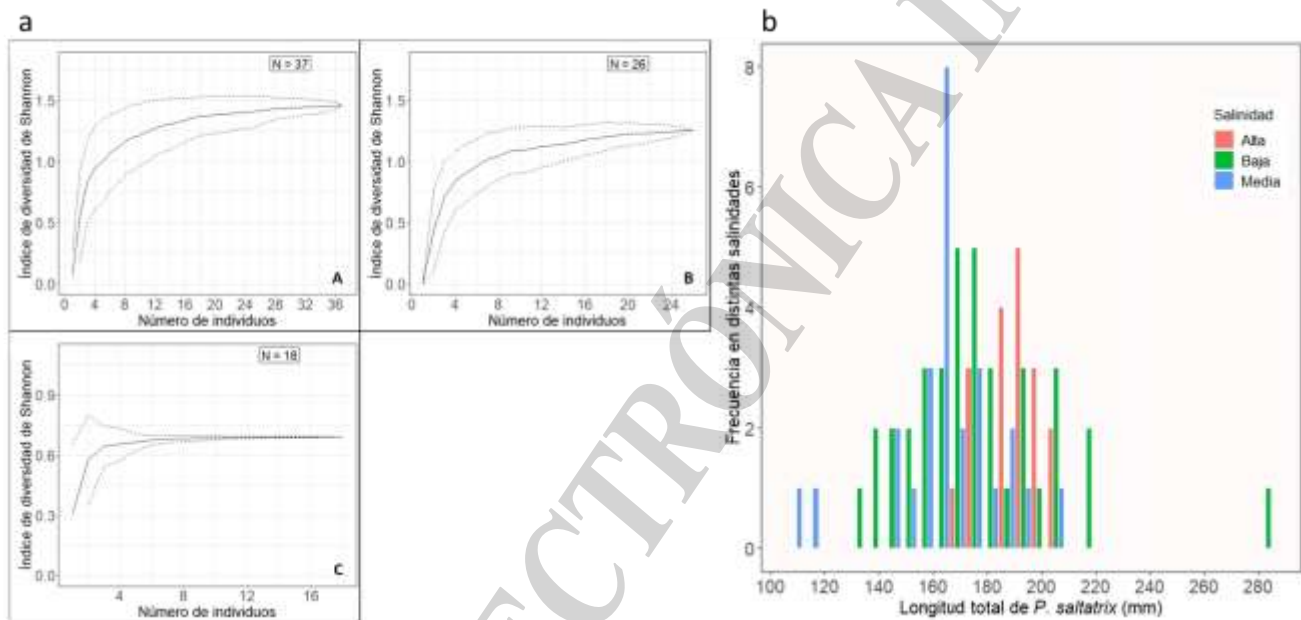 a
N = 37
Índice de diversidad de Shannon
1.5
1.0
0.5
0.0
A
0 4 8 12 16 20 24 28 32 36
Número de individuos
N = 26
Índice de diversidad de Shannon
1.5
1.0
0.5
0.0
B
0 4 8 12 16 20 24
Número de individuos
N = 18
Índice de diversidad de Shannon
0.9
0.6
0.3
0.0
C
4 8 12 16
Número de individuos
b
Frecuencia en distintas salinidades
8
6
4
2
0
Salinidad
Alta
Baja
Media
100 120 140 160 180 200 220 240 260 280
Longitud total de P. saltatrix (mm)
ECTRÓNICA IN